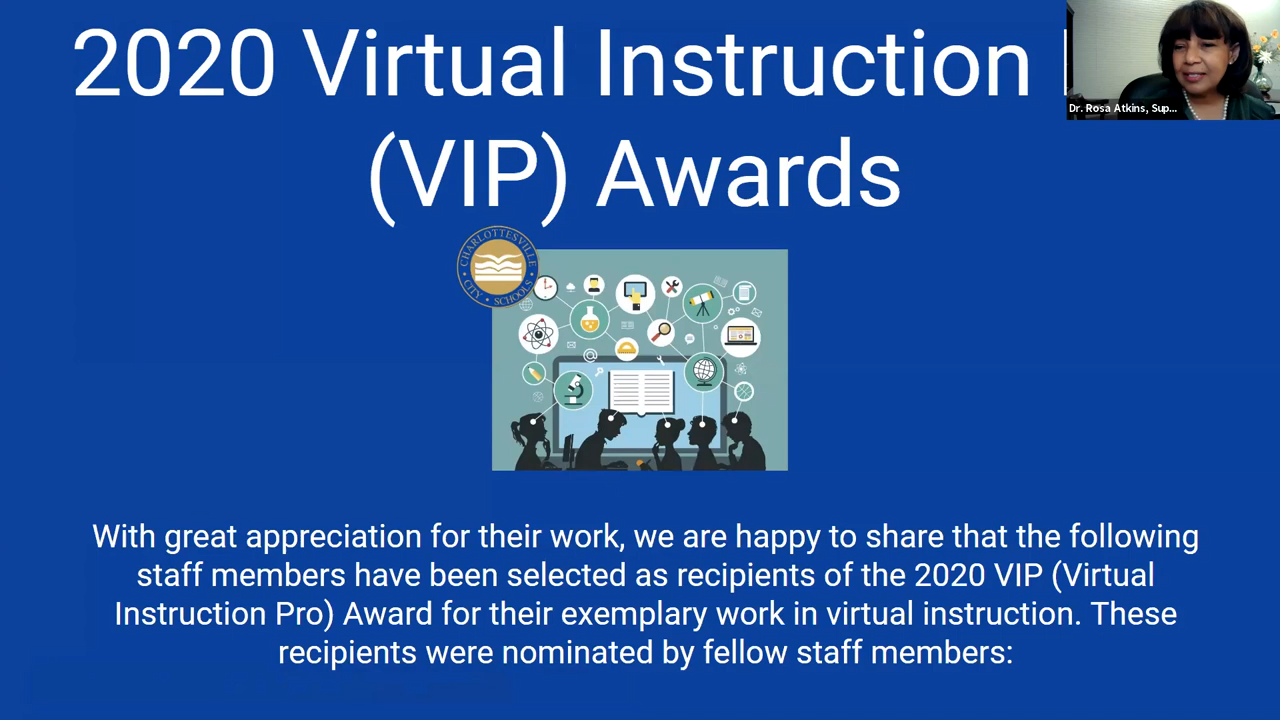 2020 Virtual Instruction
(VIP) Awards
Dr. Rosa Atkins, Sup...
CHARLOTTESVILLE
CITY • SCHOOLS
With great appreciation for their work, we are happy to share that the following
staff members have been selected as recipients of the 2020 VIP (Virtual
Instruction Pro) Award for their exemplary work in virtual instruction. These
recipients were nominated by fellow staff members: